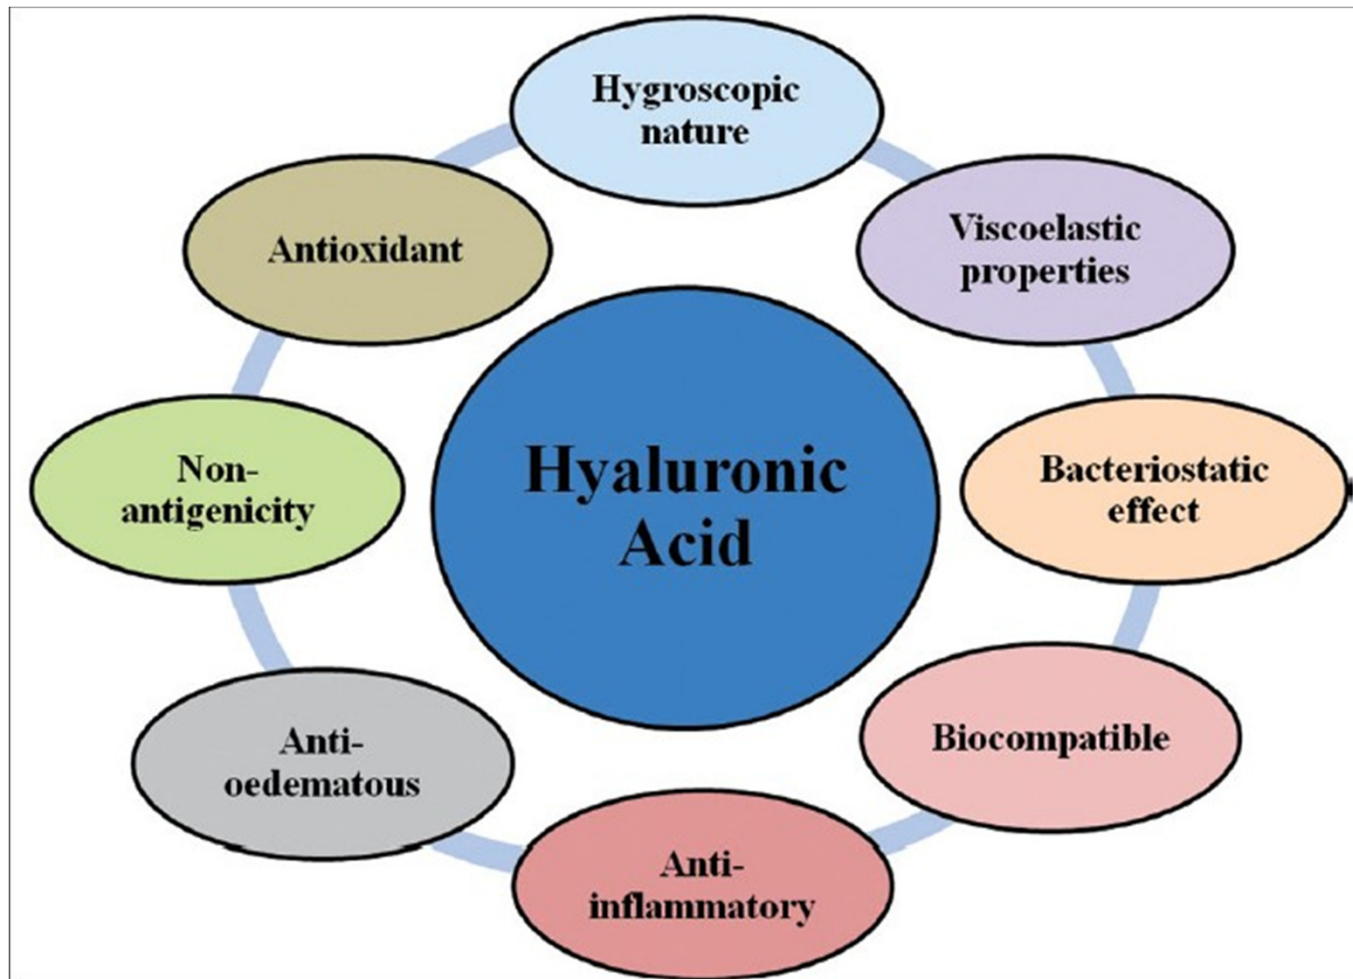 Hygroscopic
nature
Viscoelastic
properties
Bacteriostatic
effect
Biocompatible
Anti-
inflammatory
Anti-
oedematous
Non-
antigenicity
Antioxidant
Hyaluronic
Acid